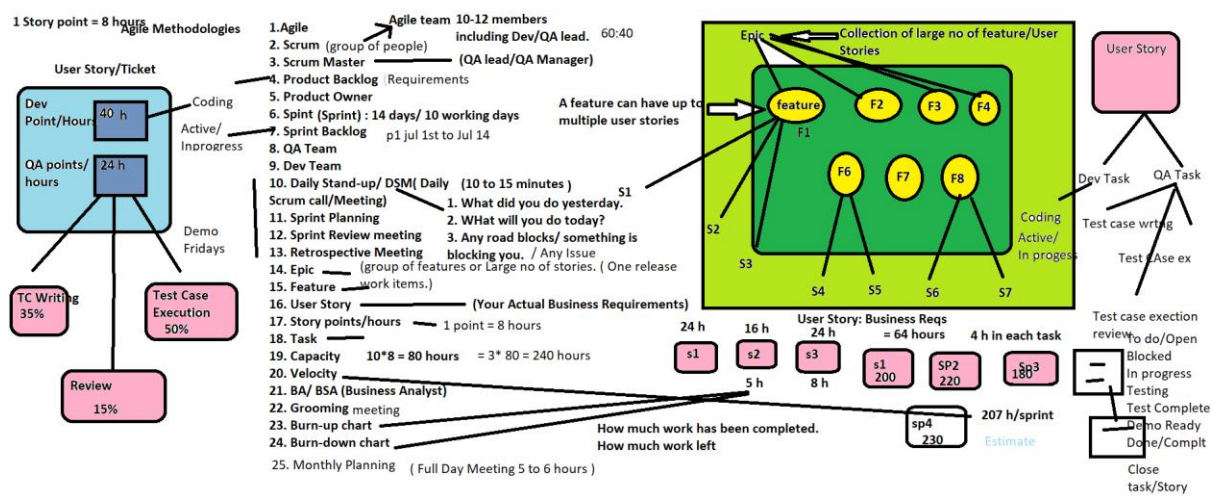 1 Story point = 8 hours
Agile Methodologies
User Story/Ticket
Dev
Point/Hours
40 h
Coding
Active/
Inprogress
QA points/
hours
24 h
Demo
Fridays
TC Writing
35%
Test Case
Execution
50%
Review
15%
1.Agile
2. Scrum (group of people)
3. Scrum Master
4. Product Backlog (Requirements
5. Product Owner
6. Spint (Sprint) : 14 days/ 10 working days
7. Sprint Backlog p1 jul 1st to Jul 14
8. QA Team
9. Dev Team
10. Daily Stand-up/ DSM( Daily (10 to 15 minutes )
Scrum call/Meeting)
11. Sprint Planning
12. Sprint Review meeting
13. Retrospective Meeting
14. Epic (group of features or Large no of stories. ( One release
work items.)
15. Feature
16. User Story (Your Actual Business Requirements)
17. Story points/hours 1 point = 8 hours
18. Task
19. Capacity 10*8 = 80 hours = 3* 80 = 240 hours
20. Velocity
21. BA/ BSA (Business Analyst)
22. Grooming meeting
23. Burn-up chart
24. Burn-down chart
25. Monthly Planning ( Full Day Meeting 5 to 6 hours )
Agile team 10-12 members
including Dev/QA lead. 60:40
(QA lead/QA Manager)
1. What did you do yesterday.
2. WHat will you do today?
3. Any road blocks/ something is
blocking you. / Any Issue
A feature can have up to
multiple user stories
Epic
Collection of large no of feature/User
Stories
feature
F1
F2
F3
F4
F6
F7
F8
S1
S2
S3
S4
S5
S6
S7
User Story: Business Reqs
24 h
16 h
24 h
= 64 hours
4 h in each task
s1
s2
s3
s1
200
SP2
220
Sp3
180
5 h
8 h
sp4
230
207 h/sprint
Estimate
How much work has been completed.
How much work left
User Story
Dev Task
QA Task
Coding
Active/
In progess
Test case wrtng
Test CAse ex
Test case exection
review
To do/Open
Blocked
In progress
Testing
Test Complete
Demo Ready
Done/Complt
Close
task/Story